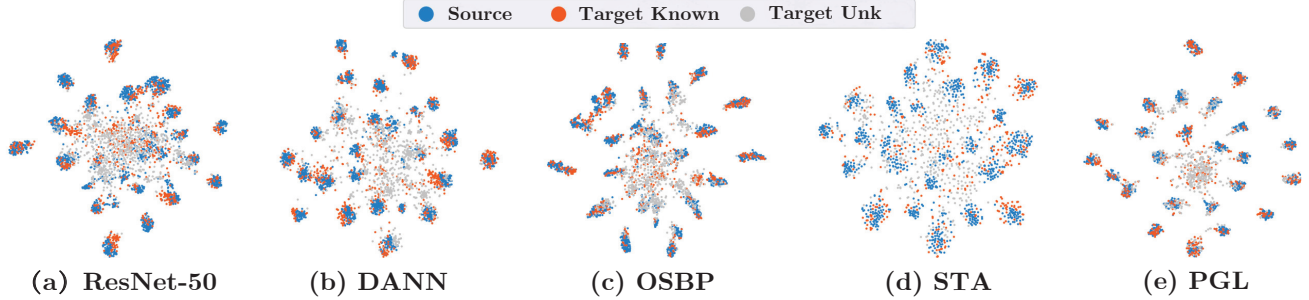 Source Target Known Target Unk
(a) ResNet-50 (b) DANN (c) OSBP (d) STA (e) PGL